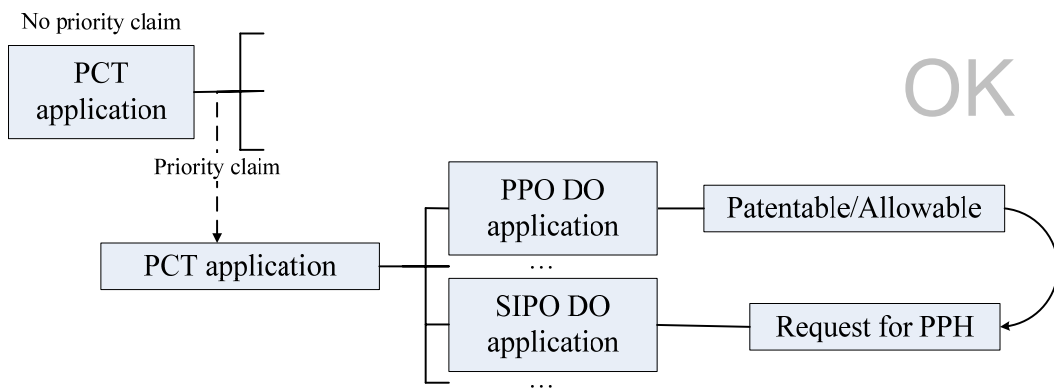 No priority claim
PCT
application
OK
Priority claim
PPO DO
application
Patentable/Allowable
…
PCT application
SIPO DO
application
Request for PPH
…